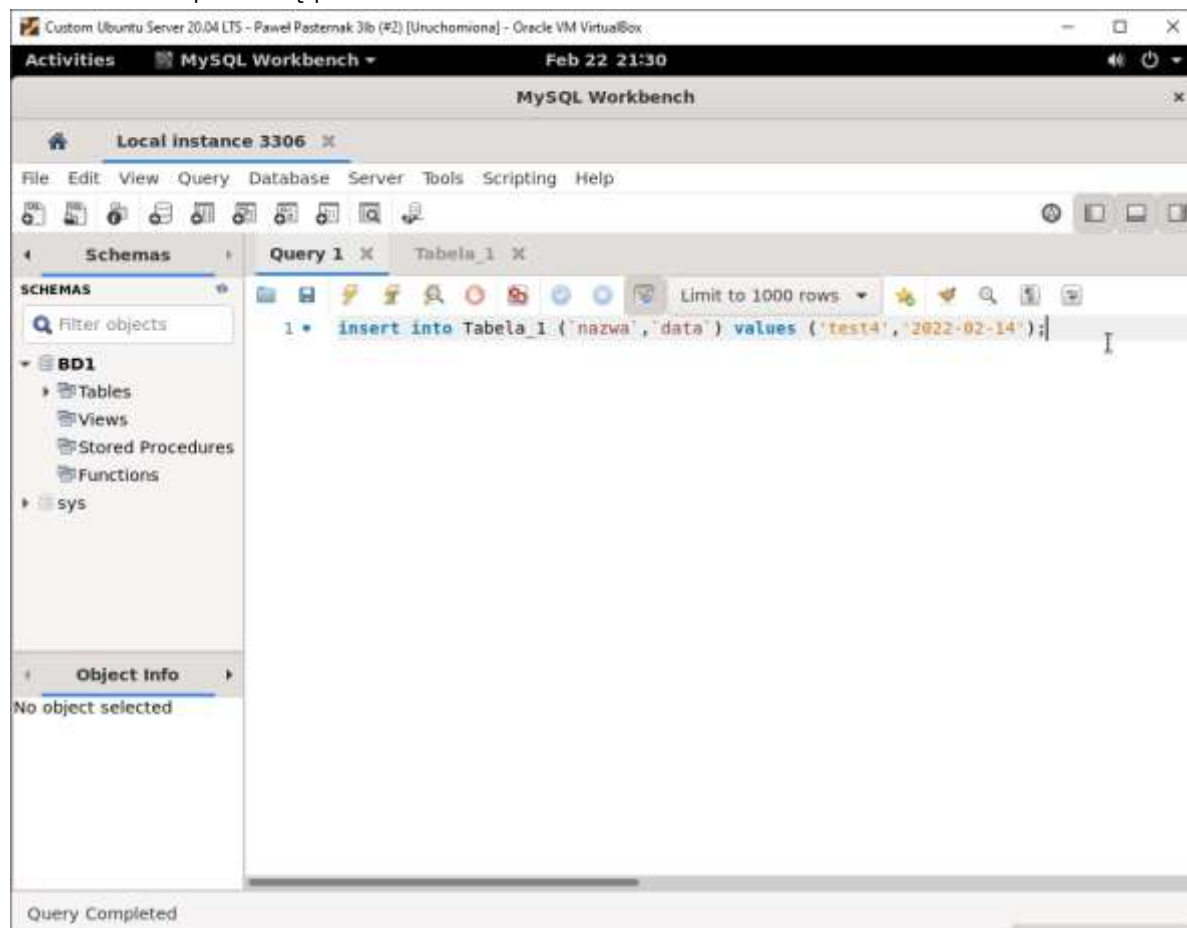 Custom Ubuntu Server 20.04 LTS - Paweł Pasternak 3lb (#2) [Uruchomiona] - Oracle VM VirtualBox
Activities MySQL Workbench Feb 22 21:30
MySQL Workbench
Local instance 3306
File Edit View Query Database Server Tools Scripting Help
Schemas Query 1 Tabela_1
SCHEMAS
Limit to 1000 rows
Filter objects
1 insert into Tabela_1 (`nazwa`,`data`) values ('test4','2022-02-14');
BD1
Tables
Views
Stored Procedures
Functions
sys
Object Info
No object selected
Query Completed